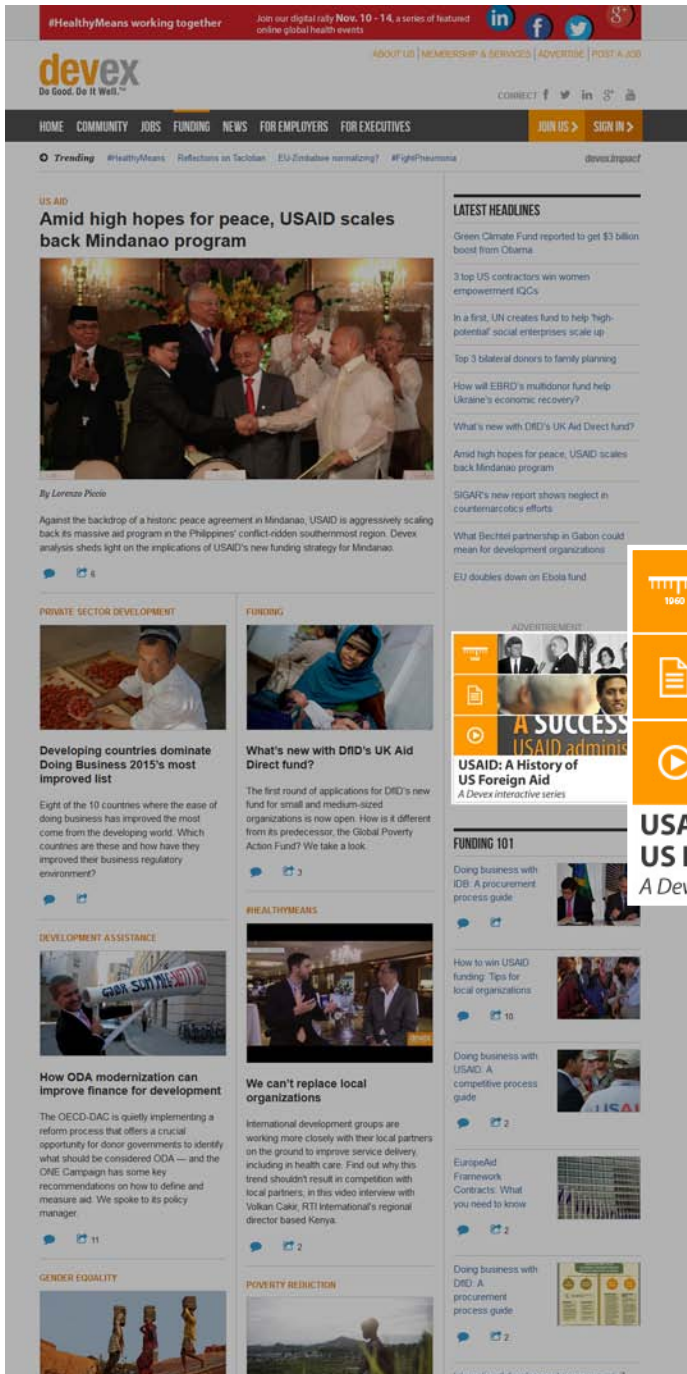 #HealthyMeans working together
Join our digital rally Nov. 10 - 14, a series of featured
online global health events
in f g+
ABOUT US | MEMBERSHIP & SERVICES | ADVERTISE | POST A JOB
devex
Do Good. Do It Well.™
CONNECT
HOME COMMUNITY JOBS FUNDING NEWS FOR EMPLOYERS FOR EXECUTIVES JOIN US > SIGN IN >
Trending #HealthyMeans Reflections on Tacloban EU-Zimbabwe normalizing? #FightPneumonia devex.impact
US AID
Amid high hopes for peace, USAID scales
back Mindanao program
By Lorenzo Piccio
Against the backdrop of a historic peace agreement in Mindanao, USAID is aggressively scaling
back its massive aid program in the Philippines' conflict-ridden southernmost region. Devex
analysis sheds light on the implications of USAID's new funding strategy for Mindanao.
6
PRIVATE SECTOR DEVELOPMENT
Developing countries dominate
Doing Business 2015's most
improved list
Eight of the 10 countries where the ease of
doing business has improved the most
come from the developing world. Which
countries are these and how have they
improved their business regulatory
environment?
DEVELOPMENT ASSISTANCE
How ODA modernization can
improve finance for development
The OECD-DAC is quietly implementing a
reform process that offers a crucial
opportunity for donor governments to identify
what should be considered ODA — and the
ONE Campaign has some key
recommendations on how to define and
measure aid. We spoke to its policy
manager.
11
GENDER EQUALITY
FUNDING
What's new with DfID's UK Aid
Direct fund?
The first round of applications for DfID's new
fund for small and medium-sized
organizations is now open. How is it different
from its predecessor, the Global Poverty
Action Fund? We take a look.
3
#HEALTHYMEANS
devex
We can't replace local
organizations
International development groups are
working more closely with their local partners
on the ground to improve service delivery,
including in health care. Find out why this
trend shouldn't result in competition with
local partners, in this video interview with
Volkan Cakir, RTI International's regional
director based Kenya.
2
POVERTY REDUCTION
LATEST HEADLINES
Green Climate Fund reported to get $3 billion
boost from Obama
3 top US contractors win women
empowerment IQCs
In a first, UN creates fund to help 'high-
potential' social enterprises scale up
Top 3 bilateral donors to family planning
How will EBRD's multidonor fund help
Ukraine's economic recovery?
What's new with DfID's UK Aid Direct fund?
Amid high hopes for peace, USAID scales
back Mindanao program
SIGAR's new report shows neglect in
counternarcotics efforts
What Bechtel partnership in Gabon could
mean for development organizations
EU doubles down on Ebola fund
ADVERTISEMENT
A SUCCESS
USAID adminis
USAID: A History of
US Foreign Aid
A Devex interactive series
1960
USA
US
A Dev
FUNDING 101
Doing business with
IDB: A procurement
process guide
How to win USAID
funding: Tips for
local organizations
10
Doing business with
USAID: A
competitive process
guide
USAI
2
EuropeAid
Framework
Contracts: What
you need to know
2
Doing business with
DfID: A
procurement
process guide
2